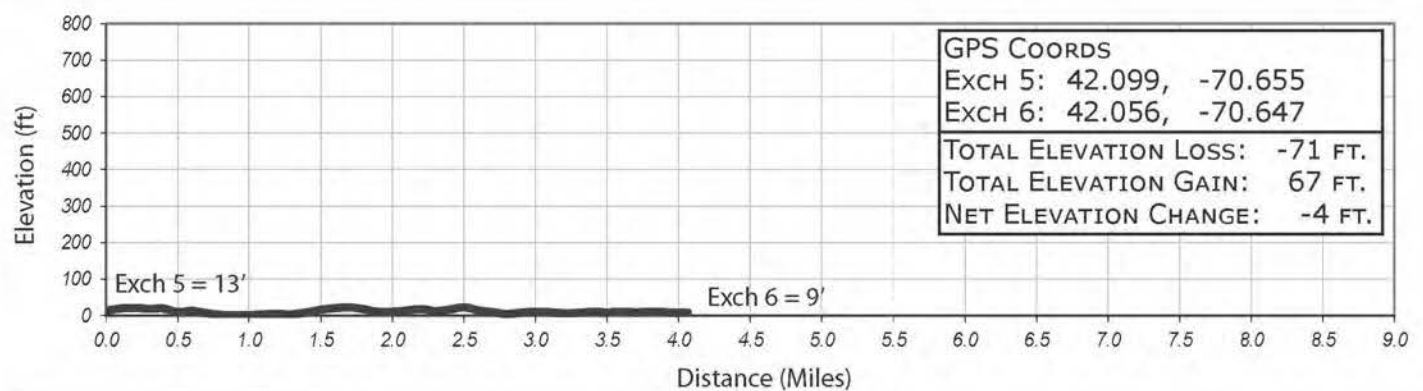 800
700
600
500
400
300
200
100
0
Elevation (ft)
GPS COORDS
EXCH 5: 42.099, -70.655
EXCH 6: 42.056, -70.647
TOTAL ELEVATION LOSS: -71 FT.
TOTAL ELEVATION GAIN: 67 FT.
NET ELEVATION CHANGE: -4 FT.
Exch 5 = 13'
Exch 6 = 9'
0.0 0.5 1.0 1.5 2.0 2.5 3.0 3.5 4.0 4.5 5.0 5.5 6.0 6.5 7.0 7.5 8.0 8.5 9.0
Distance (Miles)